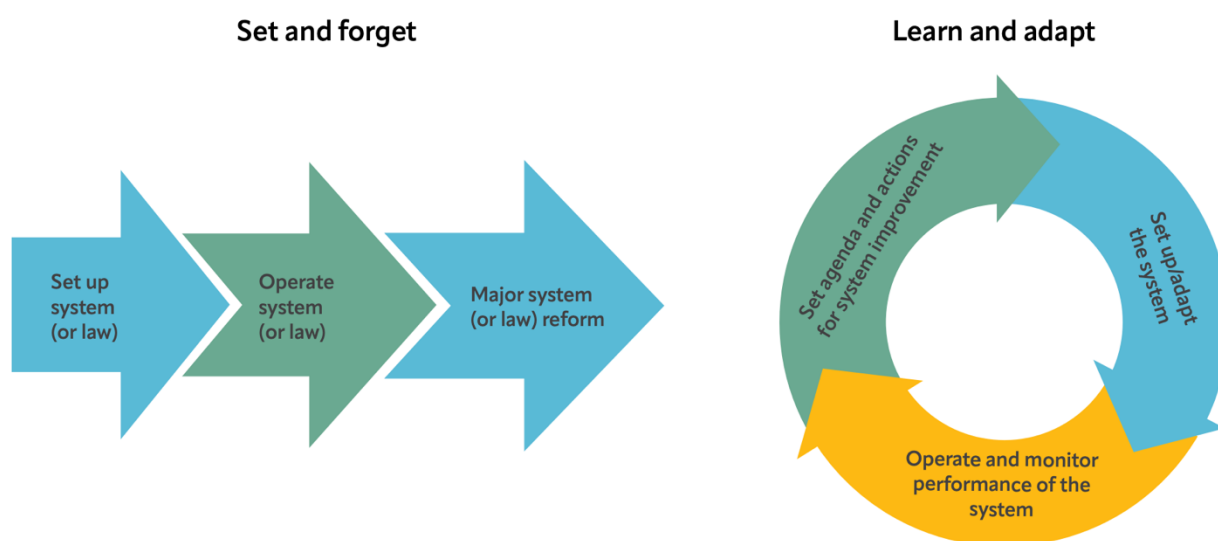 Set and forget
Set up
system
(or law)
Operate
system
(or law)
Major system
(or law) reform
Learn and adapt
Set agenda and actions
for system improvement
Set up/adapt
the system
Operate and monitor
performance of the
system